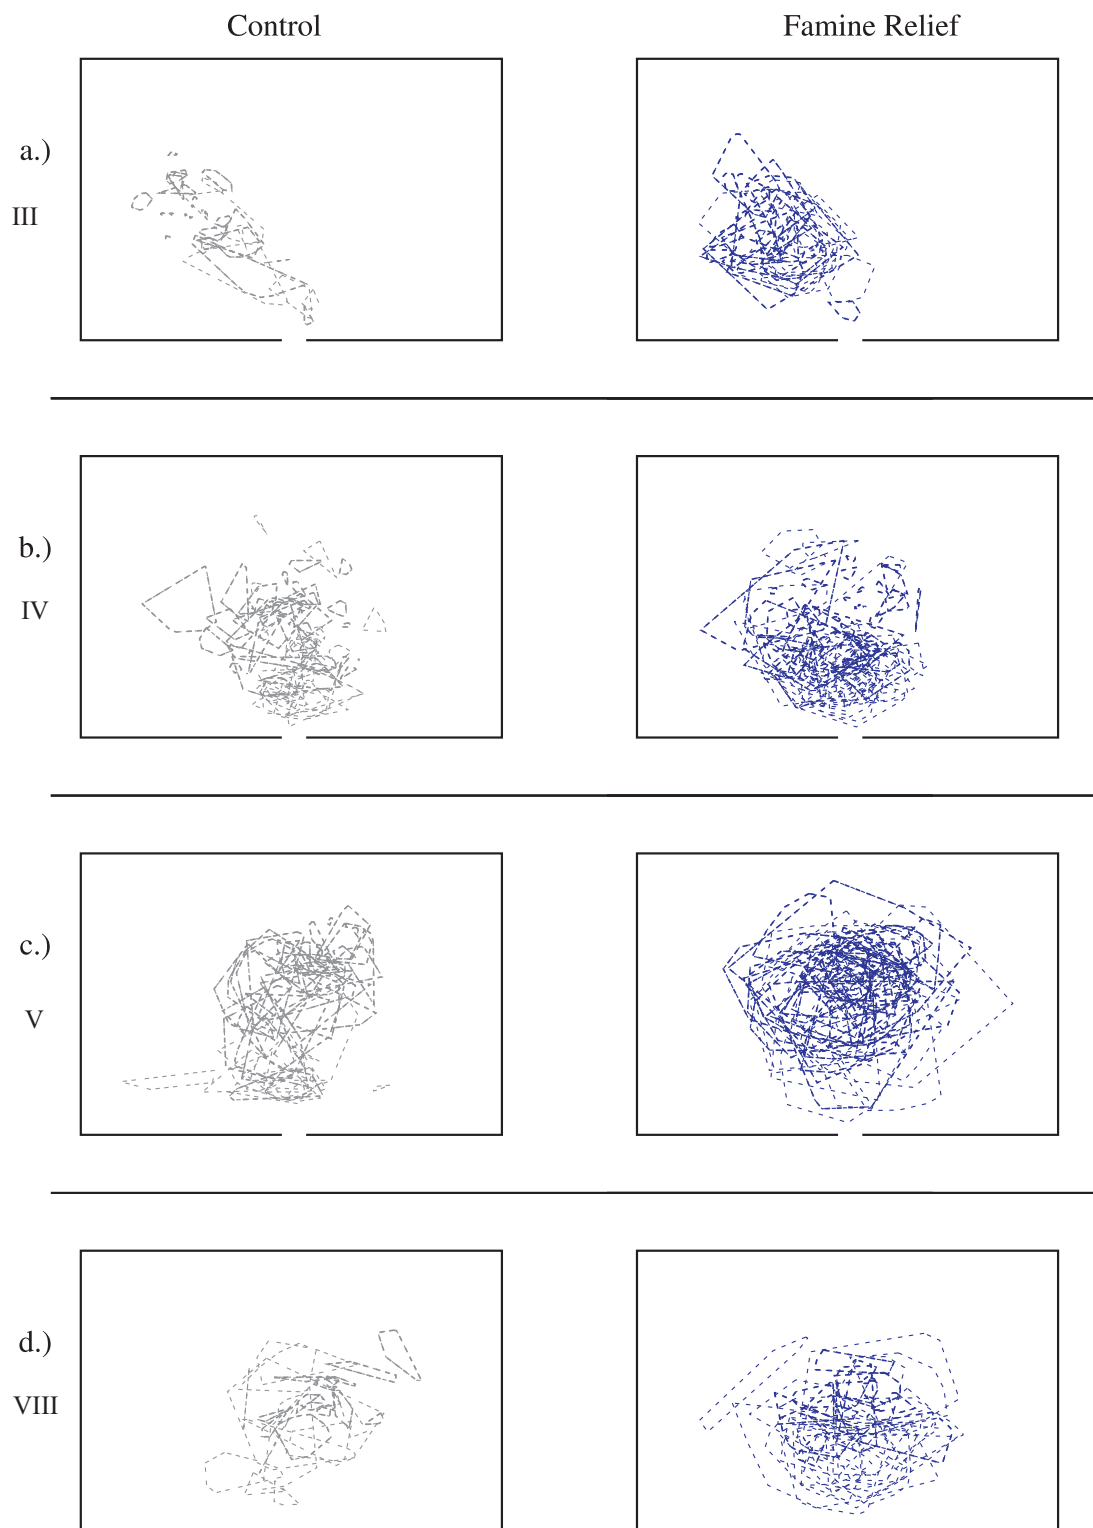 Control Famine Relief
a.)
III
b.)
IV
c.)
V
d.)
VIII